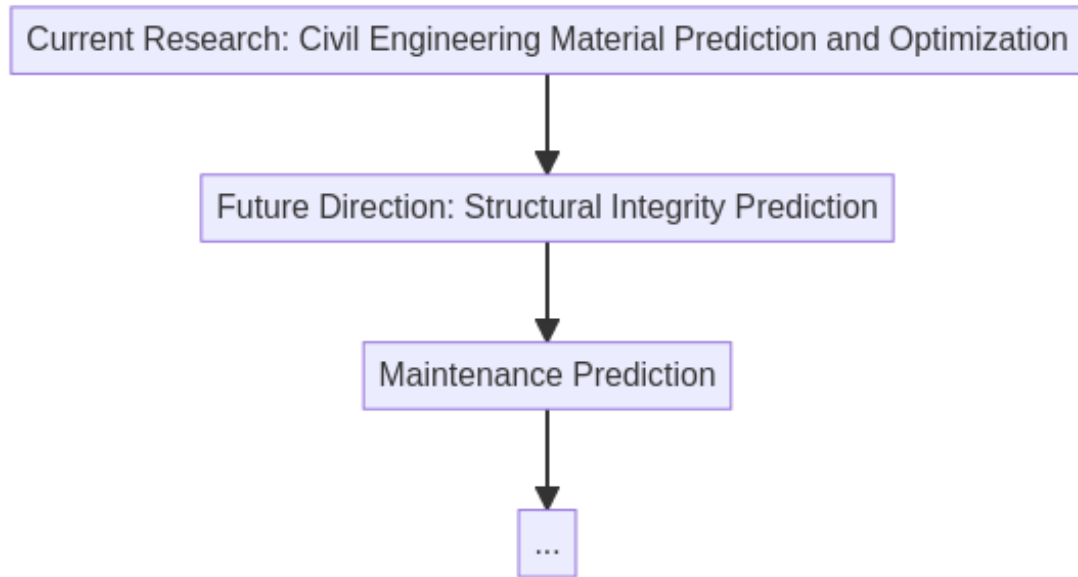 Current Research: Civil Engineering Material Prediction and Optimization
Future Direction: Structural Integrity Prediction
Maintenance Prediction
...